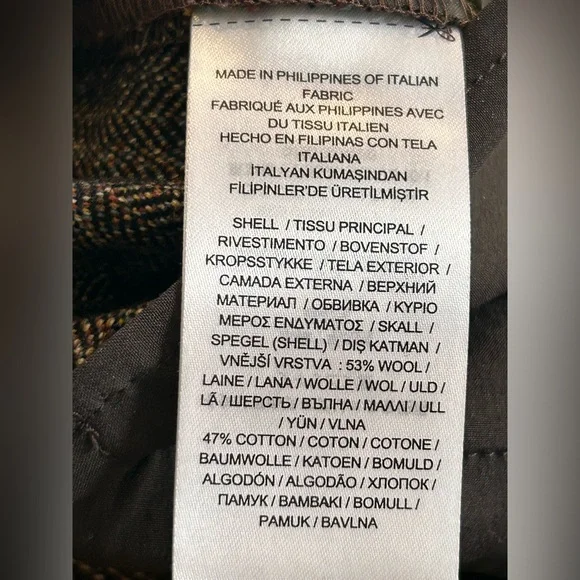 MADE IN PHILIPPINES OF ITALIAN
FABRIC
FABRIQUÉ AUX PHILIPPINES AVEC
DU TISSU ITALIEN
HECHO EN FILIPINAS CON TELA
ITALIANA
İTALYAN KUMAŞINDAN
FİLİPİNLER'DE ÜRETİLMİŞTİR
SHELL / TISSU PRINCIPAL /
RIVESTIMENTO / BOVENSTOF /
KROPSSTYKKE / TELA EXTERIOR /
CAMADA EXTERNA / ВЕРХНИЙ
МАТЕРИАЛ / ОБВИВКА / ΚΥΡΙΟ
ΜΕΡΟΣ ΕΝΔΥΜΑΤΟΣ / SKALL /
SPEGEL (SHELL) / DIŞ KATMAN /
VNĚJŠÍ VRSTVA : 53% WOOL /
LAINE / LANA / WOLLE / WOL / ULD /
LÃ / ШЕРСТЬ / ВЪЛНА / ΜΑΛΛΙ / ULL
/ YÜN / VLNA
47% COTTON / COTON / COTONE /
BAUMWOLLE / KATOEN / BOMULD /
ALGODÓN / ALGODÃO / ХЛОПОК /
ПАМУК / ΒΑΜΒΑΚΙ / BOMULL /
PAMUK / BAVLNA